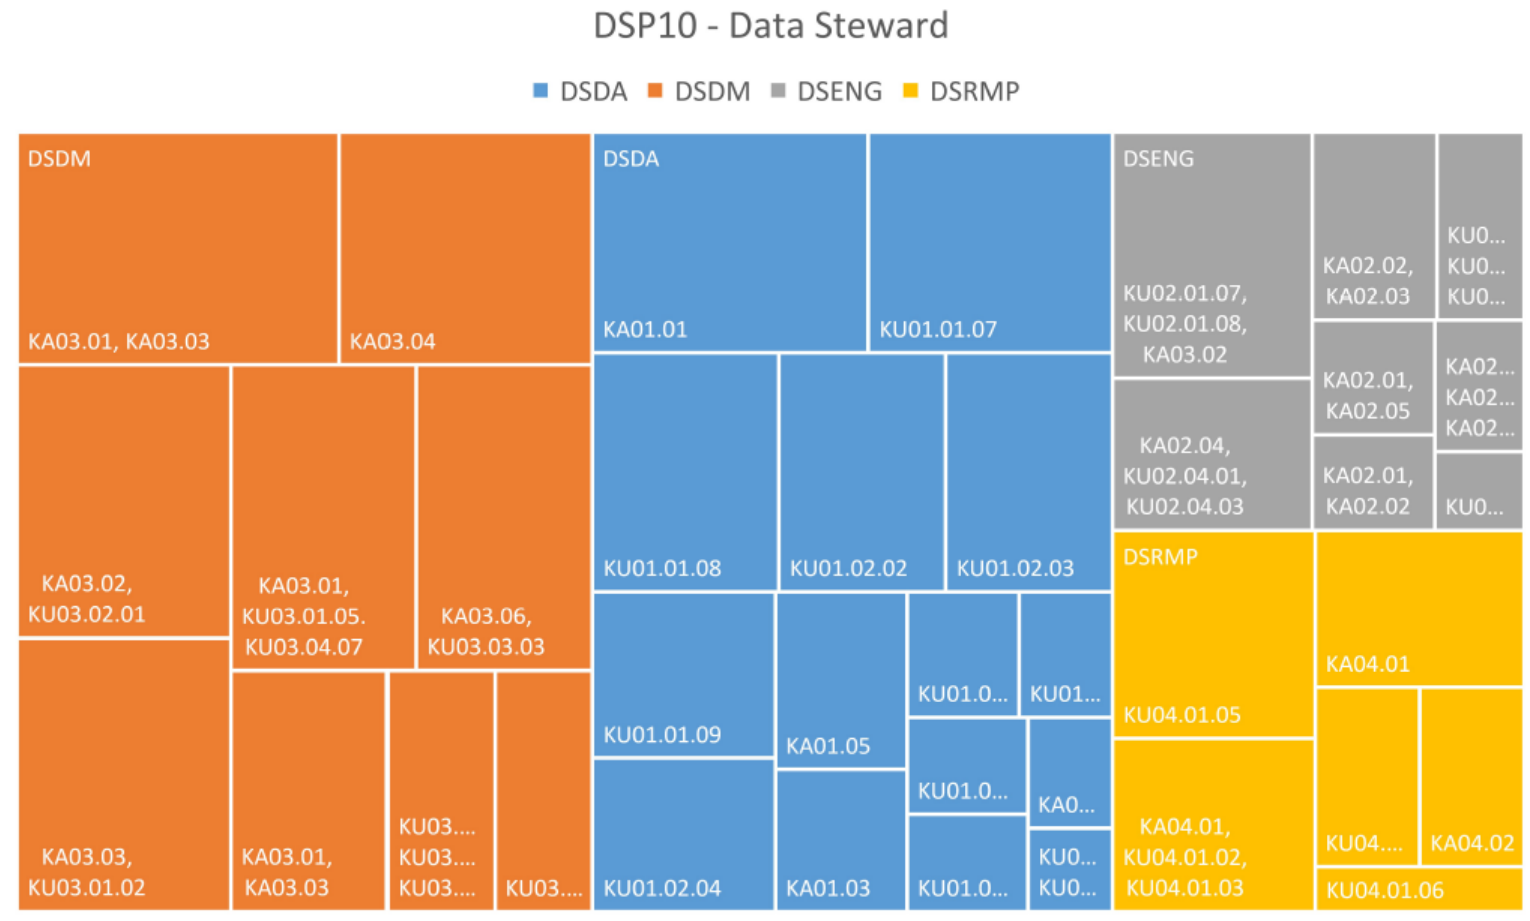 DSP10 - Data Steward
DSDA DSDM DSENG DSRMP
DSDM
KA03.01, KA03.03
KA03.04
KA03.02,
KU03.02.01
KA03.01,
KU03.01.05.
KU03.04.07
KA03.06,
KU03.03.03
KA03.03,
KU03.01.02
KA03.01,
KA03.03
KU03....
KU03....
KU03....
KU03....
DSDA
KA01.01
KU01.01.07
KU01.01.08
KU01.02.02
KU01.02.03
KU01.01.09
KU01.02.04
KA01.05
KA01.03
KU01.0...
KU01...
KU01.0...
KA0...
KU01.0...
KU0...
KU0...
DSENG
KU02.01.07,
KU02.01.08,
KA03.02
KA02.04,
KU02.04.01,
KU02.04.03
KA02.02,
KA02.03
KU0...
KU0...
KU0...
KA02.01,
KA02.05
KA02...
KA02...
KA02...
KA02.01,
KA02.02
KU0...
DSRMP
KU04.01.05
KA04.01
KA04.01,
KU04.01.02,
KU04.01.03
KU04....
KA04.02
KU04.01.06